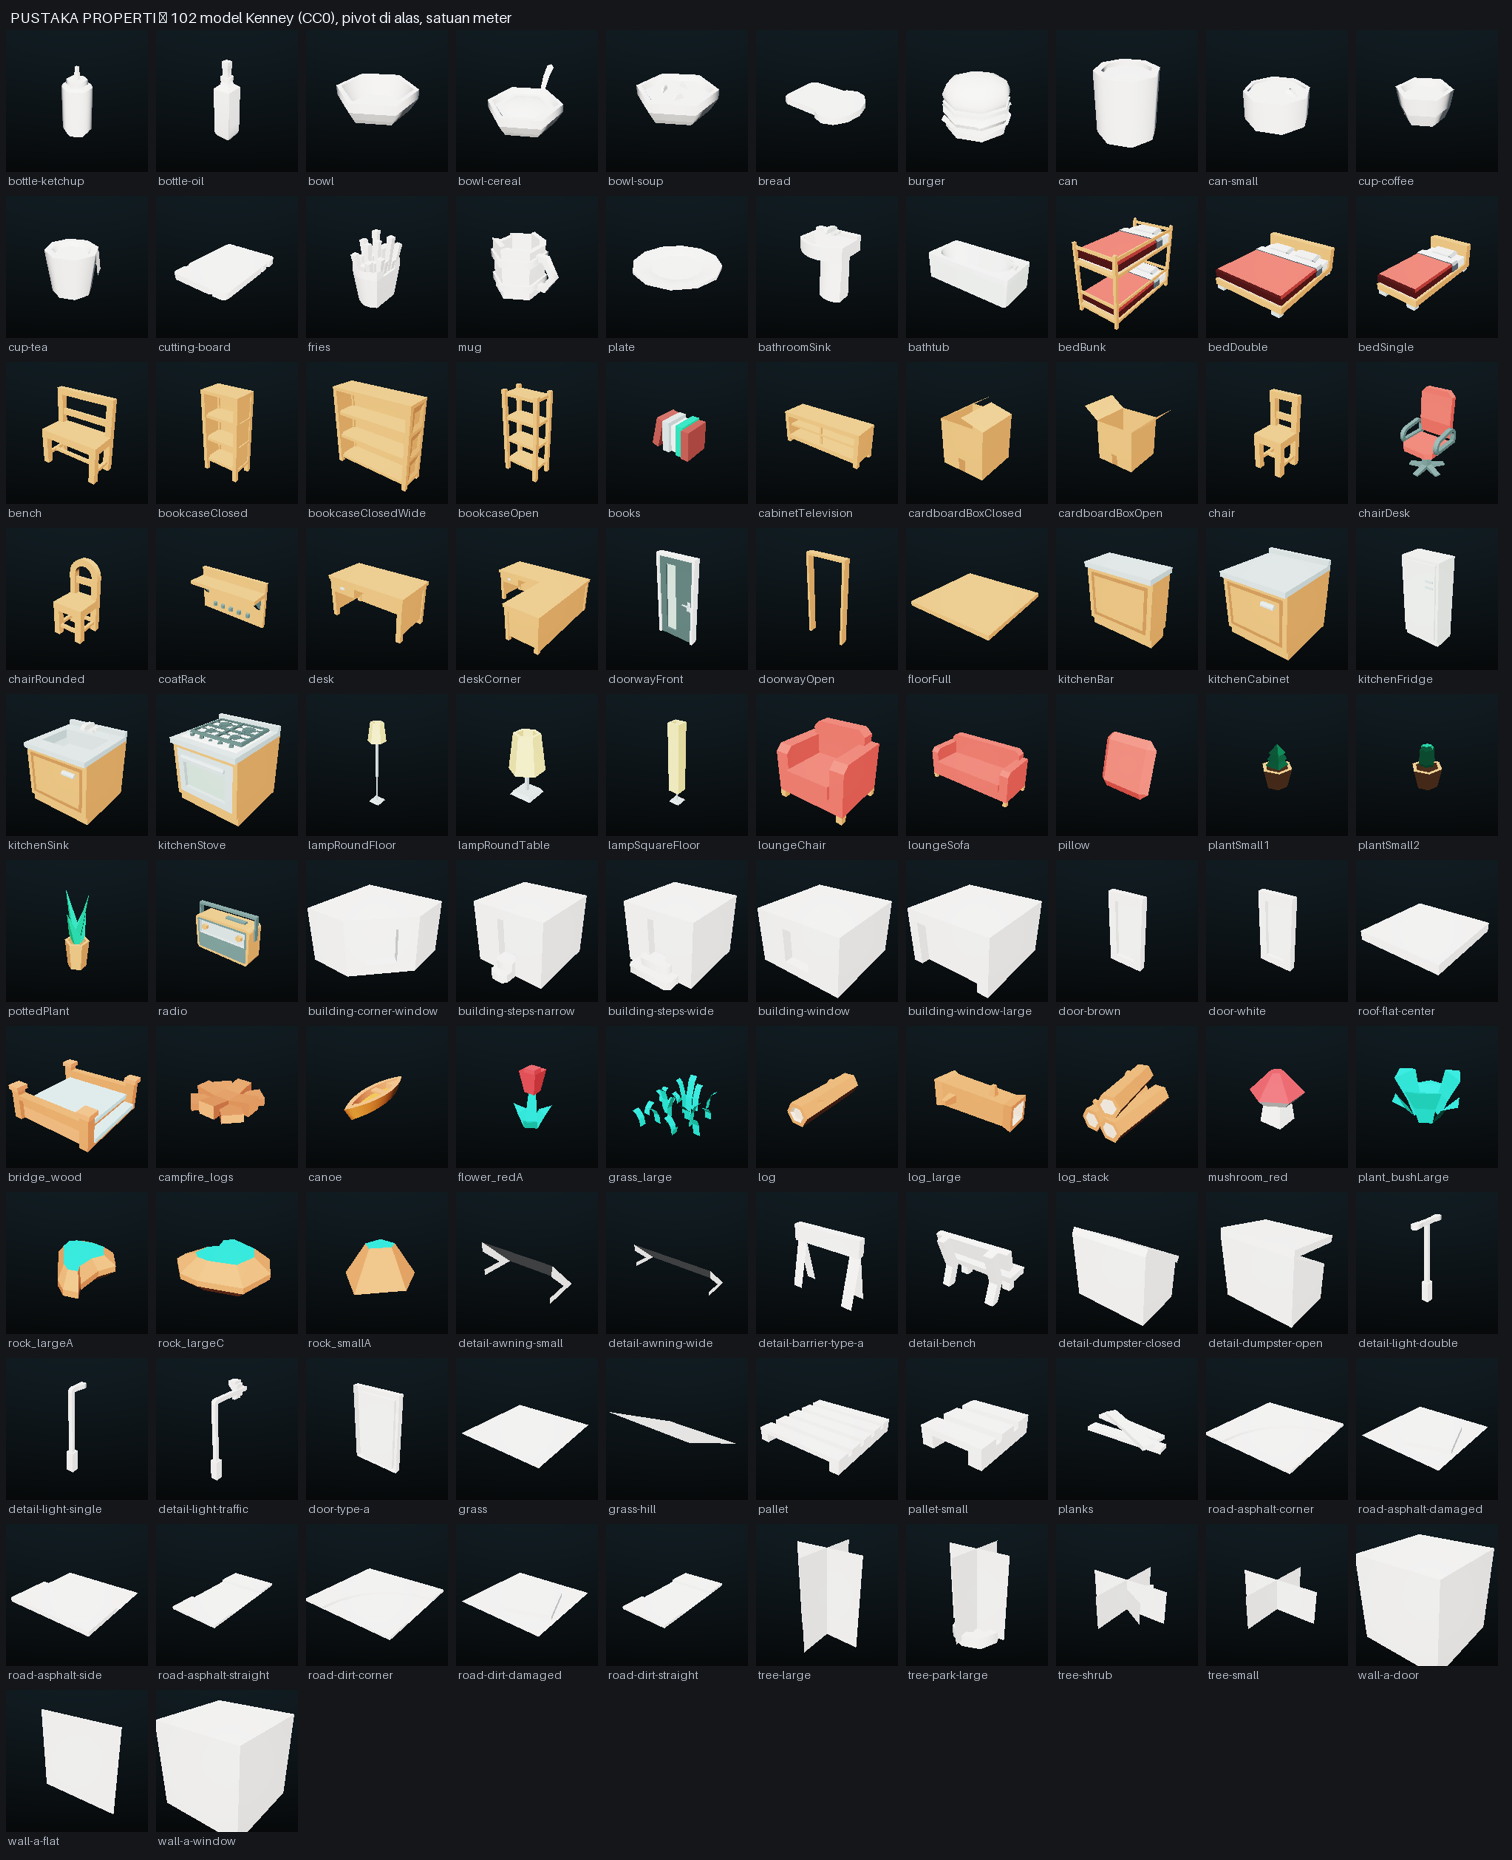 PUSTAKA PROPERTI 102 model Kenney (CC0), pivot di alas, satuan meter
bottle-ketchup bottle-oil bowl bowl-cereal bowl-soup bread burger can can-small cup-coffee
cup-tea cutting-board fries mug plate bathroomSink bathtub bedBunk bedDouble bedSingle
bench bookcaseClosed bookcaseClosedWide bookcaseOpen books cabinetTelevision cardboardBoxClosed cardboardBoxOpen chair chairDesk
chairRounded coatRack desk deskCorner doorwayFront doorwayOpen floorFull kitchenBar kitchenCabinet kitchenFridge
kitchenSink kitchenStove lampRoundFloor lampRoundTable lampSquareFloor loungeChair loungeSofa pillow plantSmall1 plantSmall2
pottedPlant radio building-corner-window building-steps-narrow building-steps-wide building-window building-window-large door-brown door-white roof-flat-center
bridge_wood campfire_logs canoe flower_redA grass_large log log_large log_stack mushroom_red plant_bushLarge
rock_largeA rock_largeC rock_smallA detail-awning-small detail-awning-wide detail-barrier-type-a detail-bench detail-dumpster-closed detail-dumpster-open detail-light-double
detail-light-single detail-light-traffic door-type-a grass grass-hill pallet pallet-small planks road-asphalt-corner road-asphalt-damaged
road-asphalt-side road-asphalt-straight road-dirt-corner road-dirt-damaged road-dirt-straight tree-large tree-park-large tree-shrub tree-small wall-a-door
wall-a-flat wall-a-window